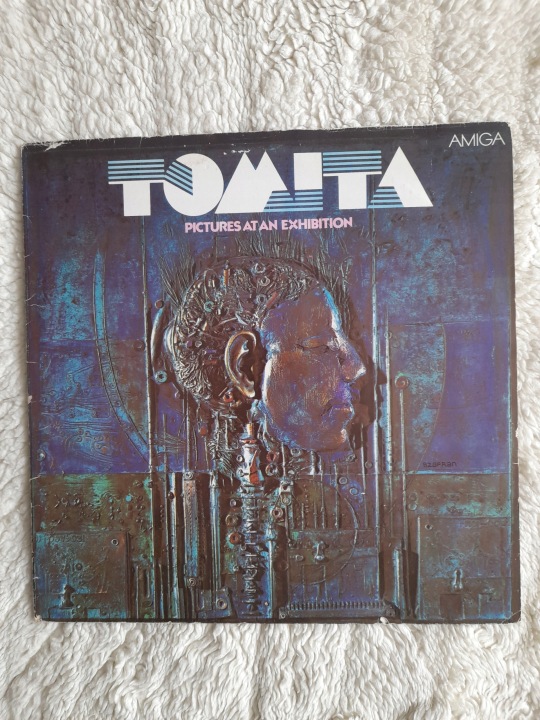 AMIGA
TOMITA
PICTURES AT AN EXHIBITION